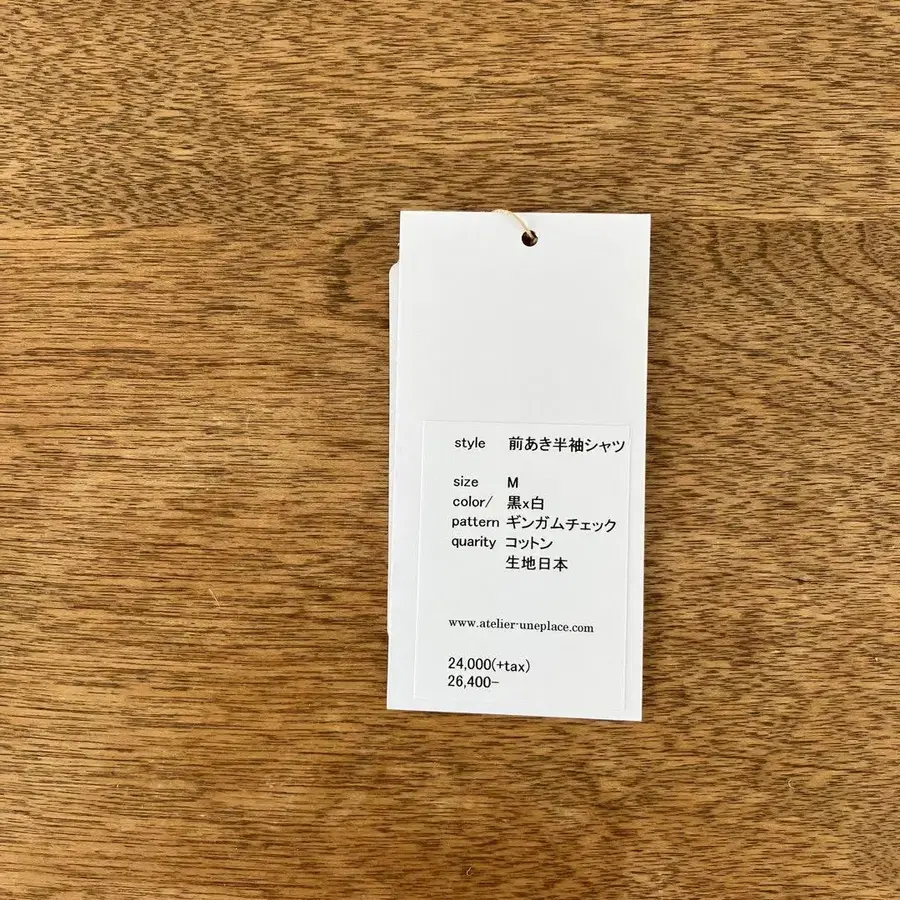 style 前あき半袖シャツ
size M
color/ 黒x白
pattern ギンガムチェック
quarity コットン
生地日本
www.atelier-uneplace.com
24,000(+tax)
26,400-